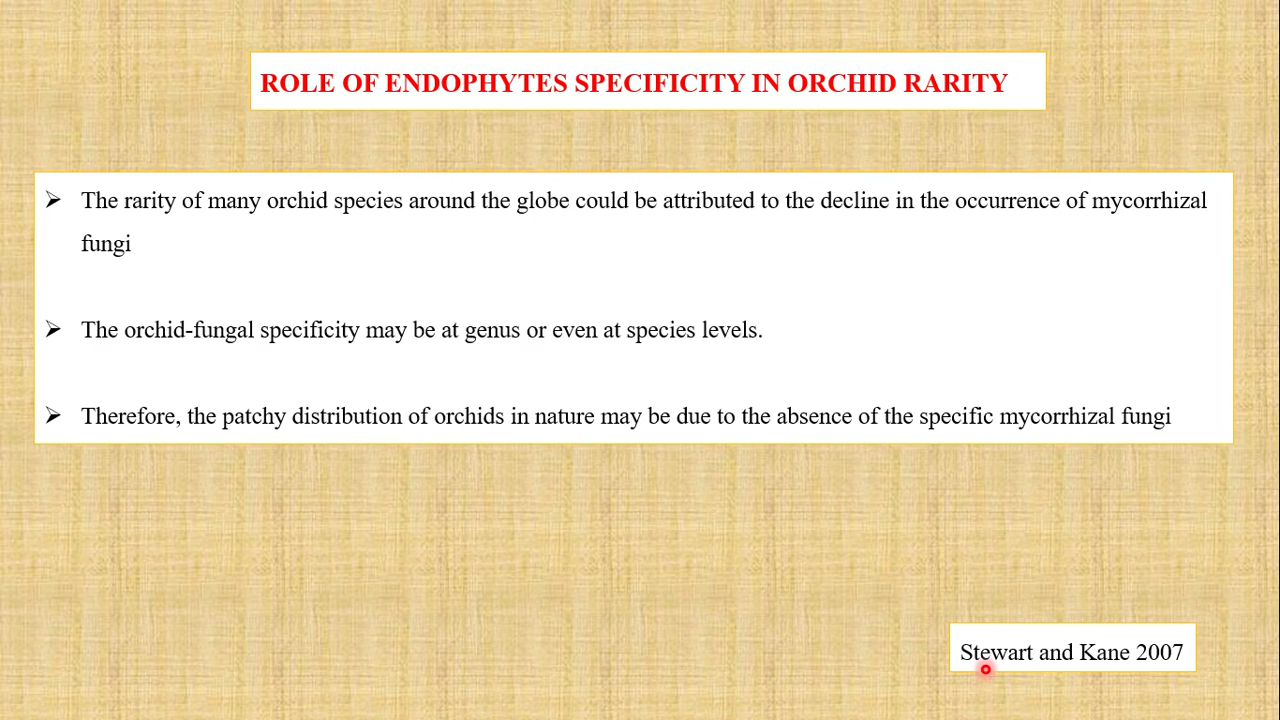 ROLE OF ENDOPHYTES SPECIFICITY IN ORCHID RARITY
➢ The rarity of many orchid species around the globe could be attributed to the decline in the occurrence of mycorrhizal
fungi
➢ The orchid-fungal specificity may be at genus or even at species levels.
➢ Therefore, the patchy distribution of orchids in nature may be due to the absence of the specific mycorrhizal fungi
Stewart and Kane 2007